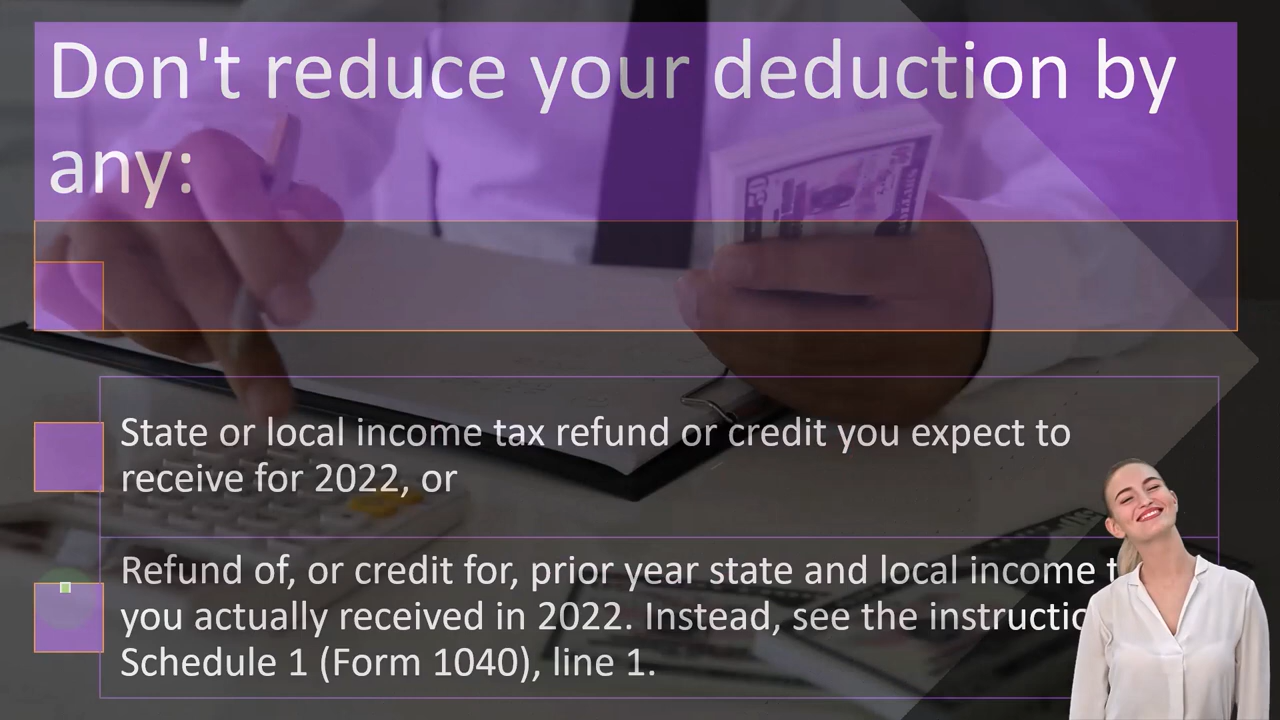 Don't reduce your deduction by
any:
State or local income tax refund or credit you expect to
receive for 2022, or
Refund of, or credit for, prior year state and local income
you actually received in 2022. Instead, see the
Schedule 1 (Form 1040), line 1.